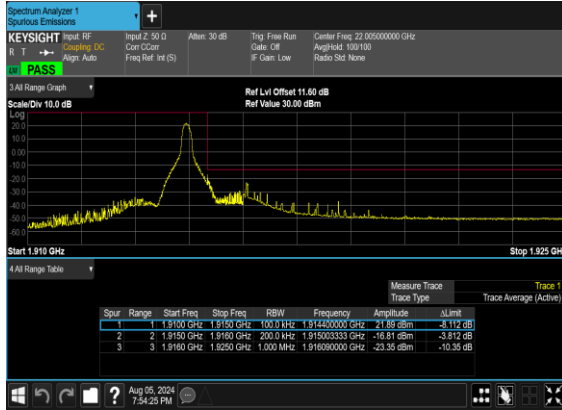 Spectrum Analyzer 1
Spurious Emissions
KEYSIGHT Input: RF Input Z: 50 Ω Atten: 30 dB Trig: Free Run Center Freq: 22.005000000 GHz
R T Coupling: DC Corr CCorr Gate: Off Avg|Hold: 100/100
Align: Auto Freq Ref: Int (S) IF Gain: Low Radio Std: None
PASS
3 All Range Graph Ref Lvl Offset 11.60 dB
Scale/Div 10.0 dB Ref Value 30.00 dBm
Log
20.0
10.0
0.00
-10.0
-20.0
-30.0
-40.0
-50.0
-60.0
Start 1.910 GHz Stop 1.925 GH
4 All Range Table
Measure Trace Trace 1
Trace Type Trace Average (Active)
Spur Range Start Freq Stop Freq RBW Frequency Amplitude ΔLimit
1 1 1.9100 GHz 1.9150 GHz 100.0 kHz 1.914400000 GHz 21.89 dBm -8.112 dB
2 2 1.9150 GHz 1.9160 GHz 200.0 kHz 1.915003333 GHz -16.81 dBm -3.812 dB
3 3 1.9160 GHz 1.9250 GHz 1.000 MHz 1.916090000 GHz -23.35 dBm -10.35 dB
? Aug 05, 2024
7:54:25 PM